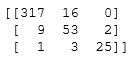 [[317  16   0]
 [  9  53   2]
 [  1   3  25]]